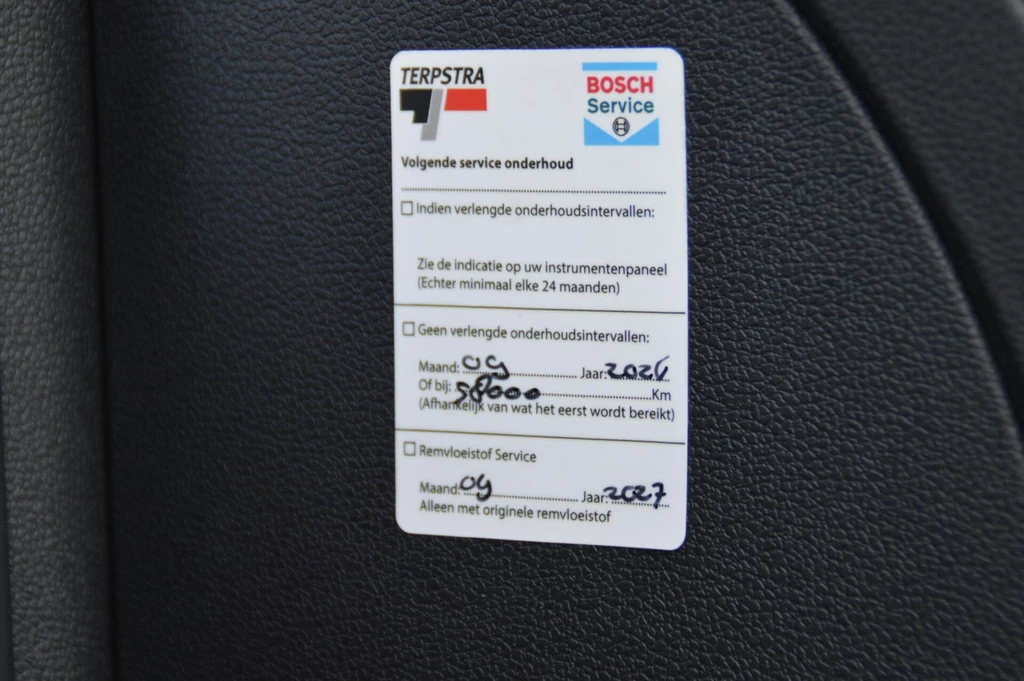 TERPSTRA
BOSCH
Service
Volgende service onderhoud
Indien verlengde onderhoudsintervallen:
Zie de indicatie op uw instrumentenpaneel
(Echter minimaal elke 24 maanden)
Geen verlengde onderhoudsintervallen:
Maand: 09 Jaar: 2026
Of bij: 58000 Km
(Afhankelijk van wat het eerst wordt bereikt)
Remvloeistof Service
Maand: 09 Jaar: 2027
Alleen met originele remvloeistof